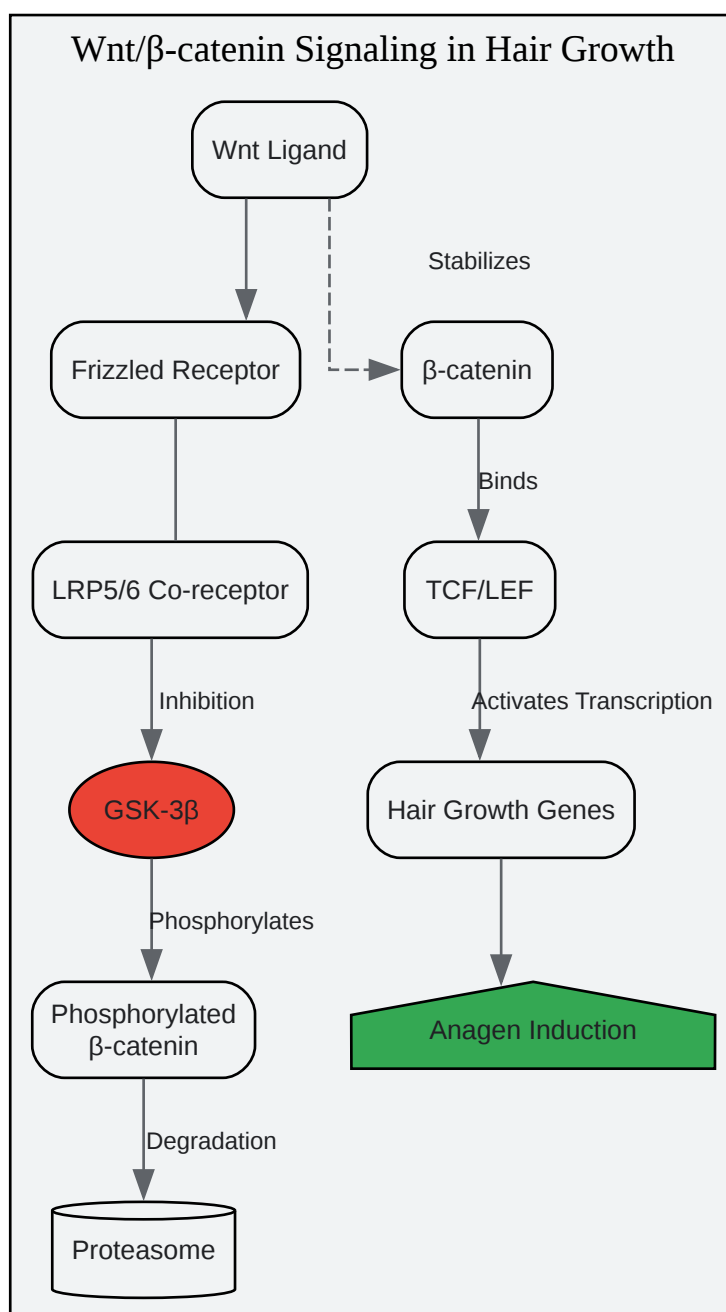 Wnt/β-catenin Signaling in Hair Growth
Wnt Ligand
Stabilizes
Frizzled Receptor
β-catenin
Binds
LRP5/6 Co-receptor
TCF/LEF
Inhibition
Activates Transcription
GSK-3β
Hair Growth Genes
Phosphorylates
Phosphorylated
β-catenin
Anagen Induction
Degradation
Proteasome